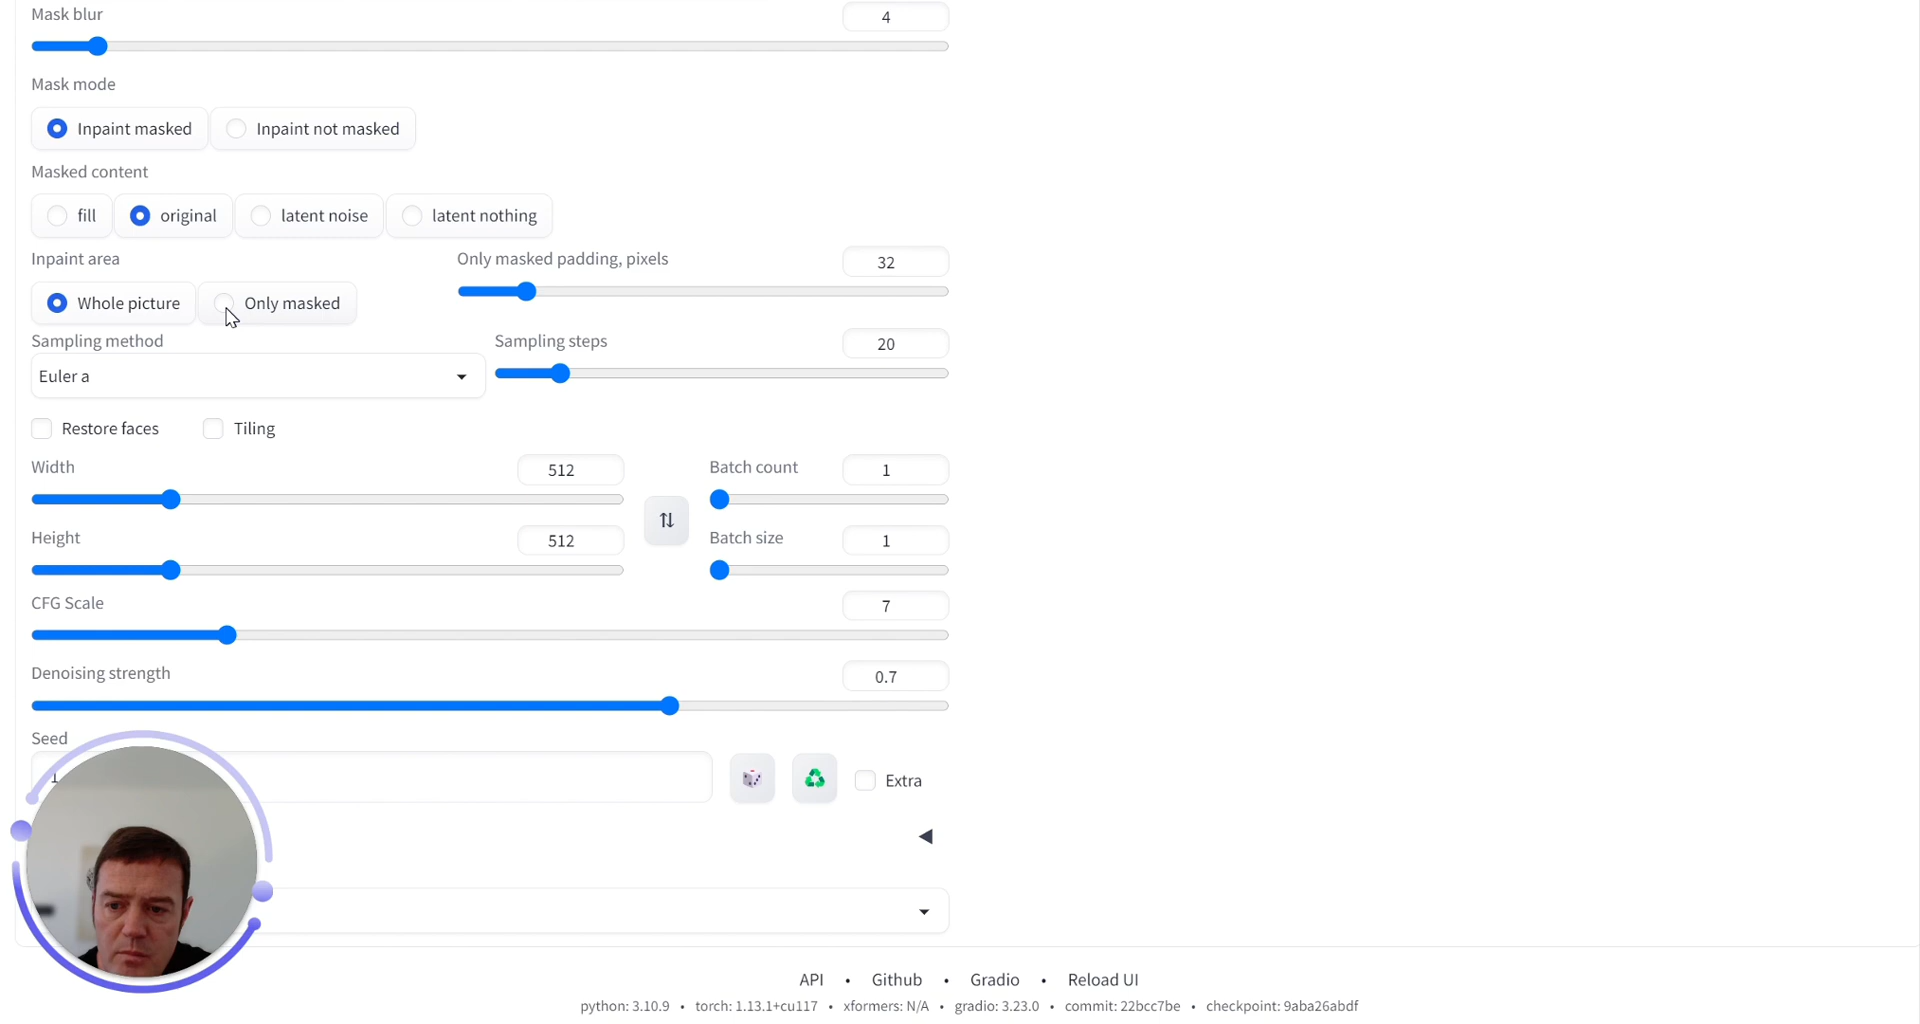 Mask blur
4
Mask mode
Inpaint masked
Inpaint not masked
Masked content
fill
original
latent noise
latent nothing
Inpaint area
Only masked padding, pixels
32
Whole picture
Only masked
Sampling method
Sampling steps
20
Euler a
Restore faces
Tiling
Width
512
Batch count
1
Height
512
Batch size
1
CFG Scale
7
Denoising strength
0.7
Seed
Extra
API • Github • Gradio • Reload UI
python: 3.10.9 • torch: 1.13.1+cu117 • xformers: N/A • gradio: 3.23.0 • commit: 22bcc7be • checkpoint: 9aba26abdf